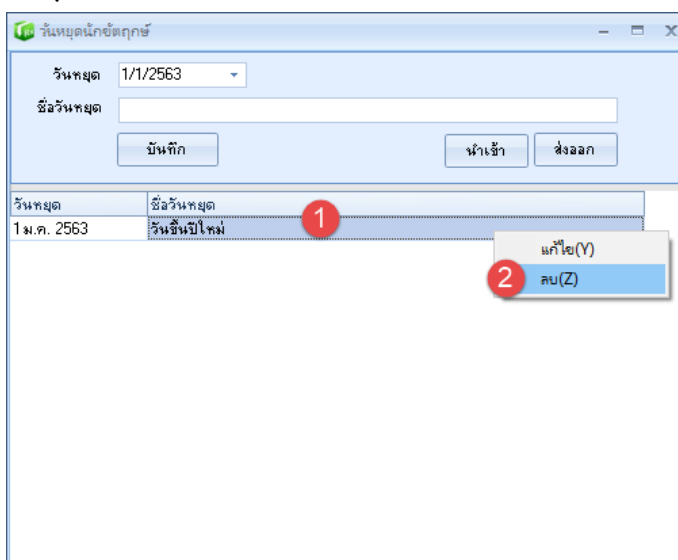 วันหยุดนักขัตฤกษ์
วันหยุด 1/1/2563
ชื่อวันหยุด
บันทึก นำเข้า ส่งออก
วันหยุด ชื่อวันหยุด
1 ม.ค. 2563 วันขึ้นปีใหม่ 1
แก้ไข(Y)
2 ลบ(Z)